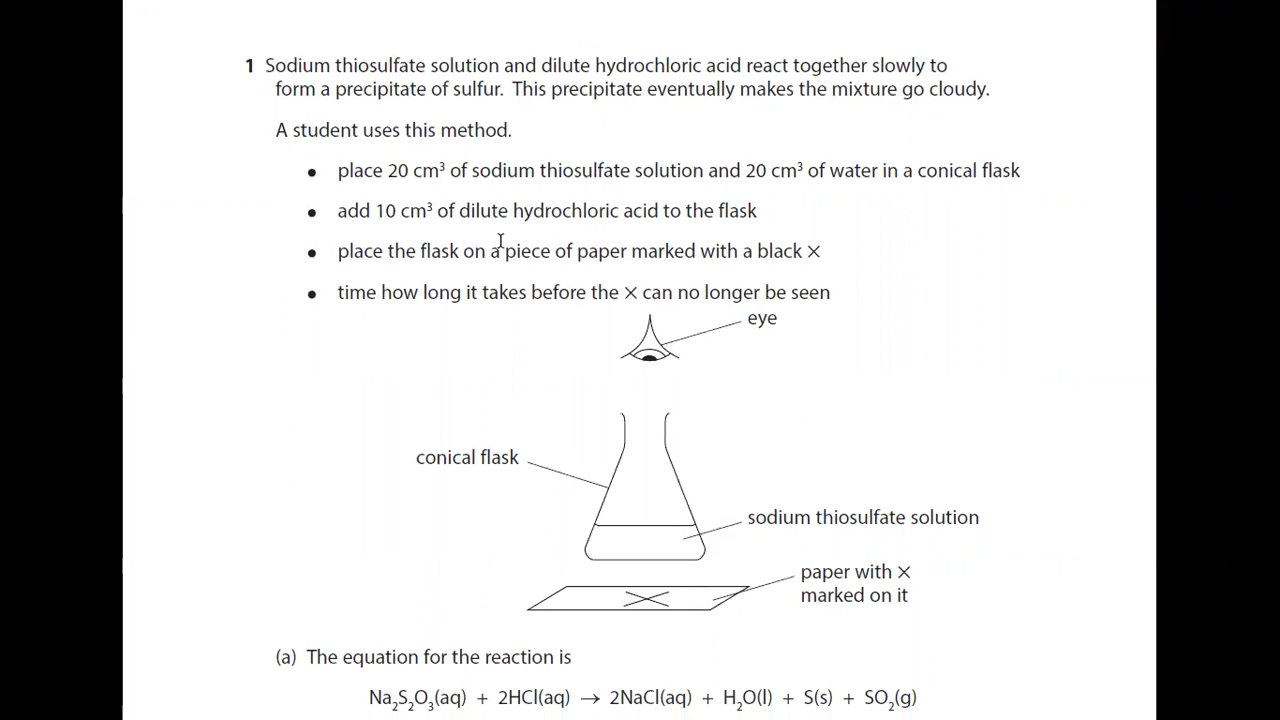 1 Sodium thiosulfate solution and dilute hydrochloric acid react together slowly to
form a precipitate of sulfur. This precipitate eventually makes the mixture go cloudy.
A student uses this method.
• place 20 cm³ of sodium thiosulfate solution and 20 cm³ of water in a conical flask
• add 10 cm³ of dilute hydrochloric acid to the flask
• place the flask on a piece of paper marked with a black ×
• time how long it takes before the × can no longer be seen
eye
conical flask
sodium thiosulfate solution
paper with ×
marked on it
(a) The equation for the reaction is
Na₂S₂O₃(aq) + 2HCl(aq) → 2NaCl(aq) + H₂O(l) + S(s) + SO₂(g)